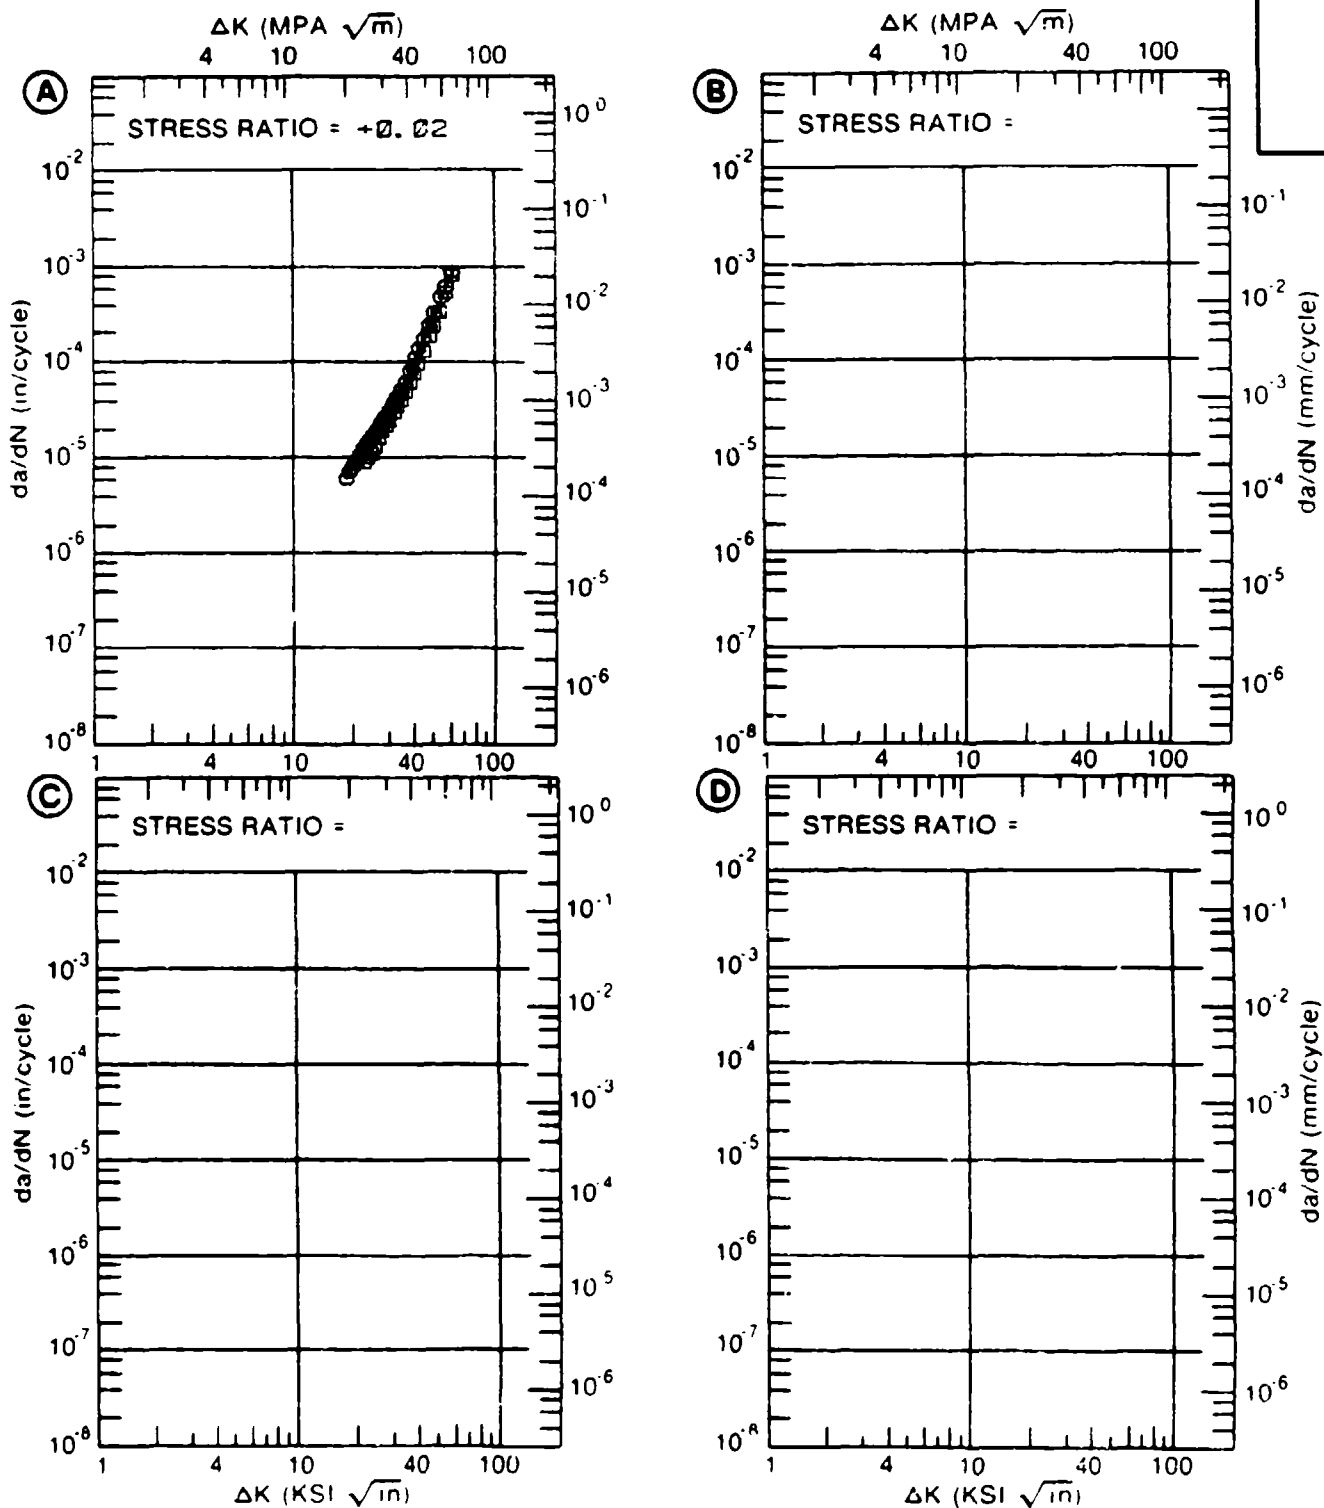 ΔK (MPA √m)
4 10 40 100
A
STRESS RATIO = +0.02
10^-2
10^-3
10^-4
10^-5
10^-6
10^-7
10^-8
da/dN (in/cycle)
10^0
10^-1
10^-2
10^-3
10^-4
10^-5
10^-6
1 4 10 40 100
ΔK (MPA √m)
4 10 40 100
B
STRESS RATIO =
10^-2
10^-3
10^-4
10^-5
10^-6
10^-7
10^-8
10^-1
10^-2
10^-3
10^-4
10^-5
10^-6
da/dN (mm/cycle)
1 4 10 40 100
C
STRESS RATIO =
10^-2
10^-3
10^-4
10^-5
10^-6
10^-7
10^-8
da/dN (in/cycle)
10^0
10^-1
10^-2
10^-3
10^-4
10^5
10^-6
1 4 10 40 100
ΔK (KSI √in)
D
STRESS RATIO =
10^-2
10^-3
10^-4
10^-5
10^-6
10^-7
10^-8
10^0
10^-1
10^-2
10^-3
10^-4
10^-5
10^-6
da/dN (mm/cycle)
1 4 10 40 100
ΔK (KSI √in)